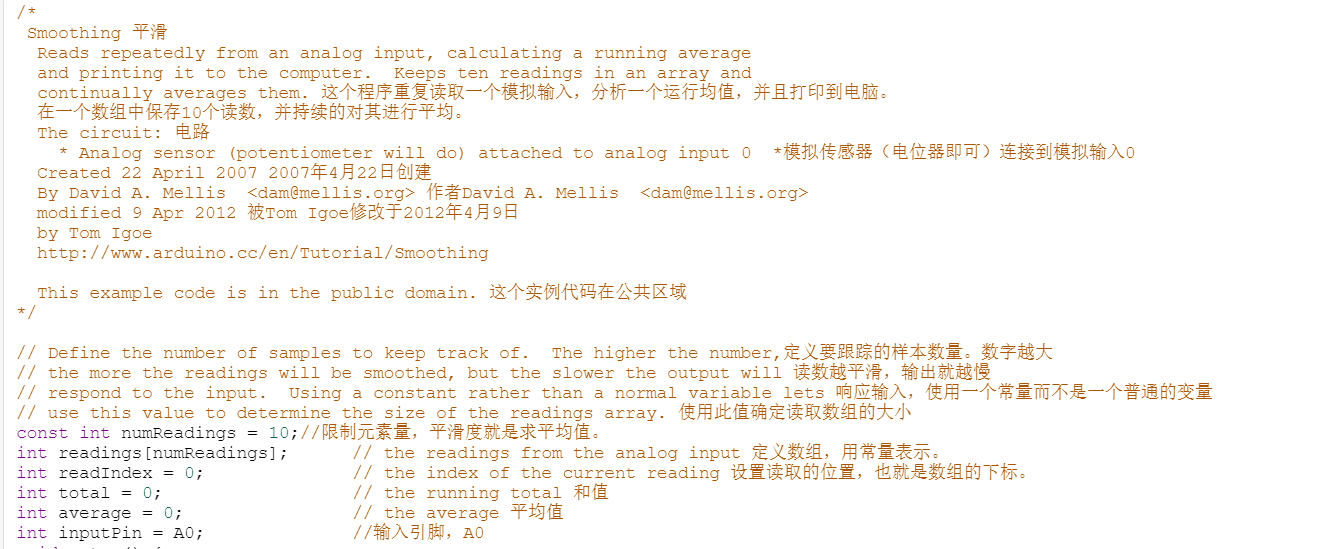 /*
Smoothing 平滑
Reads repeatedly from an analog input, calculating a running average
and printing it to the computer.  Keeps ten readings in an array and
continually averages them. 这个程序重复读取一个模拟输入，分析一个运行均值，并且打印到电脑。
在一个数组中保存10个读数，并持续的对其进行平均。
The circuit: 电路
* Analog sensor (potentiometer will do) attached to analog input 0  *模拟传感器（电位器即可）连接到模拟输入0
Created 22 April 2007 2007年4月22日创建
By David A. Mellis  <dam@mellis.org> 作者David A. Mellis  <dam@mellis.org>
modified 9 Apr 2012 被Tom Igoe修改于2012年4月9日
by Tom Igoe
http://www.arduino.cc/en/Tutorial/Smoothing
This example code is in the public domain. 这个实例代码在公共区域
*/
// Define the number of samples to keep track of.  The higher the number,定义要跟踪的样本数量。数字越大
// the more the readings will be smoothed, but the slower the output will 读数越平滑，输出就越慢
// respond to the input.  Using a constant rather than a normal variable lets 响应输入，使用一个常量而不是一个普通的变量
// use this value to determine the size of the readings array. 使用此值确定读取数组的大小
const int numReadings = 10;//限制元素量，平滑度就是求平均值。
int readings[numReadings];      // the readings from the analog input 定义数组，用常量表示。
int readIndex = 0;              // the index of the current reading 设置读取的位置，也就是数组的下标。
int total = 0;                  // the running total 和值
int average = 0;                // the average 平均值
int inputPin = A0;              //输入引脚，A0